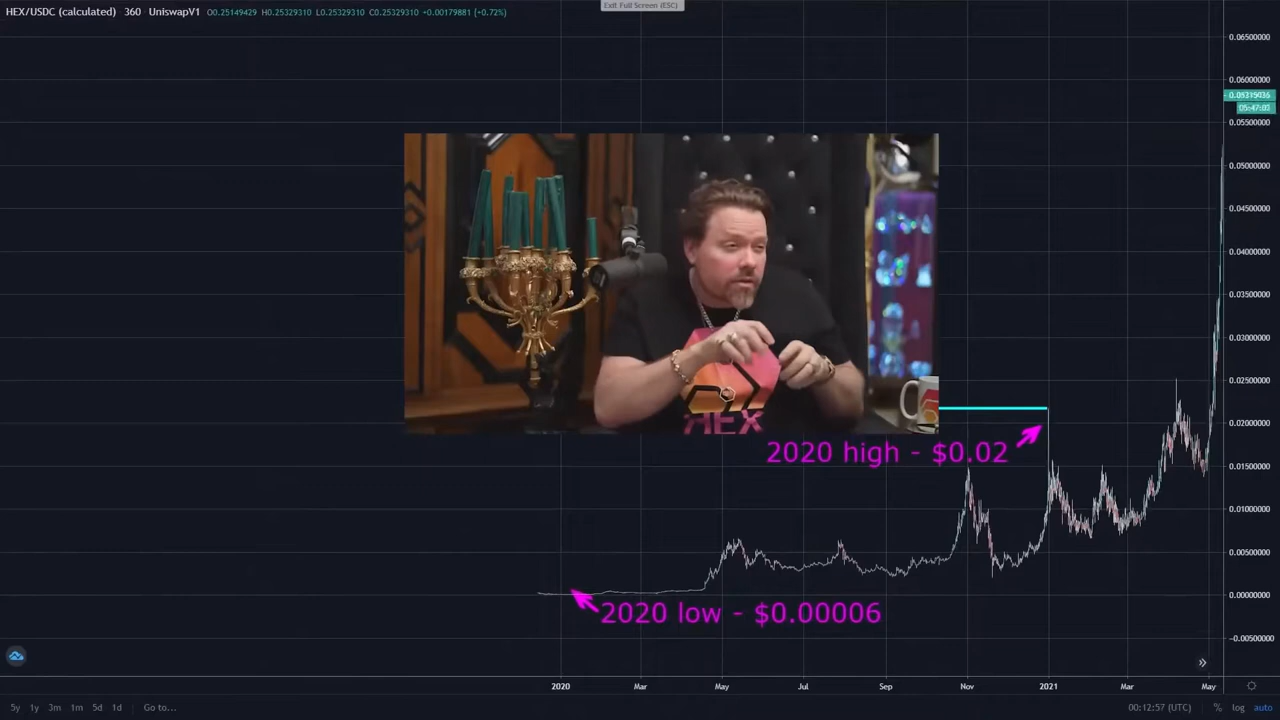 Exit Full Screen (ESC)
HEX/USDC (calculated) 360 UniswapV1 O0.25149429 H0.25329310 L0.25329310 C0.25329310 +0.00179881 (+0.72%)
0.06500000
0.06000000
05:47:03
0.05500000
0.05000000
0.04500000
0.04000000
0.03500000
0.03000000
0.02500000
0.02000000
0.01500000
0.01000000
0.00500000
0.00000000
-0.00500000
HEX
2020 high - $0.02
2020 low - $0.00006
2020 Mar May Jul Sep Nov 2021 Mar May
5y 1y 3m 1m 5d 1d Go to... 00:12:57 (UTC) % log auto